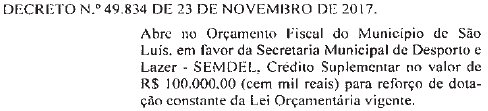 DECRETO N.º 49.834 DE 23 DE NOVEMBRO DE 2017.
Abre no Orçamento Fiscal do Município de São
Luís, em favor da Secretaria Municipal de Desporto e
Lazer - SEMDEL, Crédito Suplementar no valor de
R$ 100.000,00 (cem mil reais) para reforço de dota-
ção constante da Lei Orçamentária vigente.